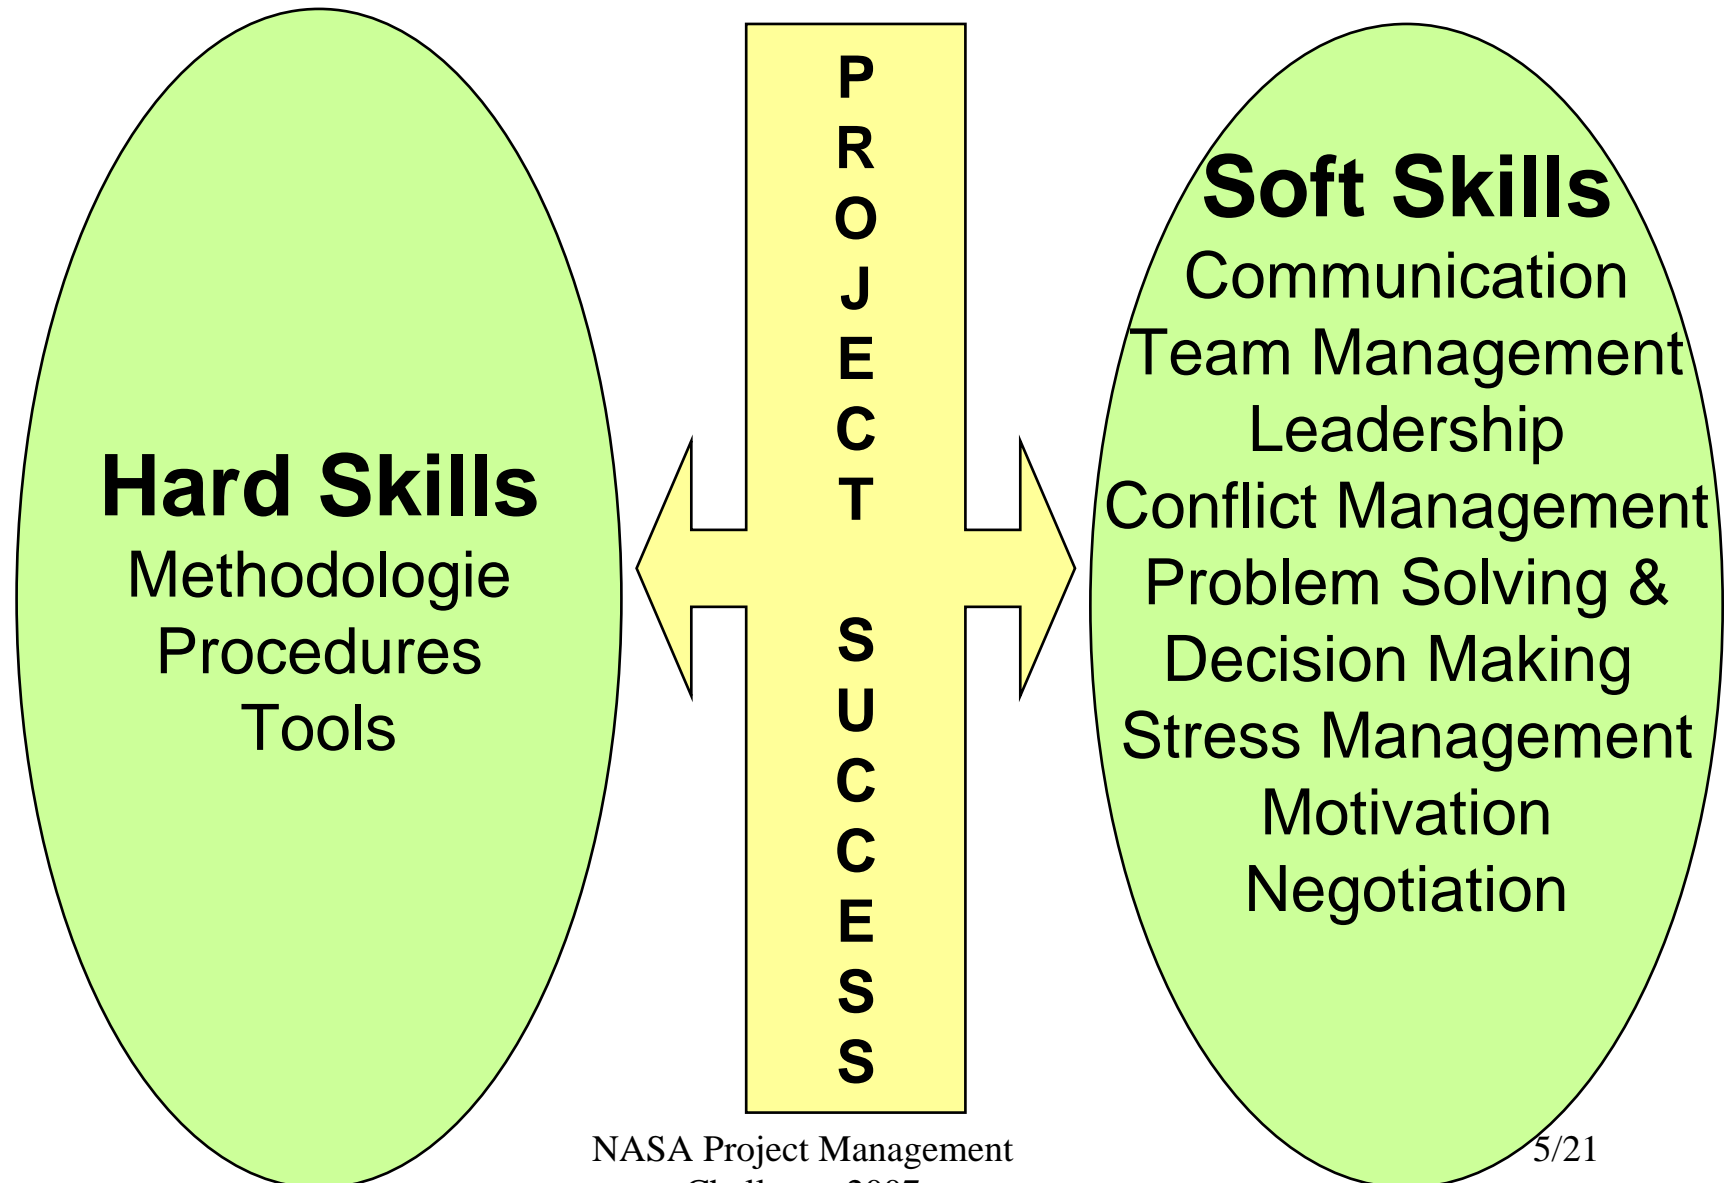 Hard Skills
Methodologie
Procedures
Tools
P
R
O
J
E
C
T
S
U
C
C
E
S
S
Soft Skills
Communication
Team Management
Leadership
Conflict Management
Problem Solving &
Decision Making
Stress Management
Motivation
Negotiation
NASA Project Management
5/21